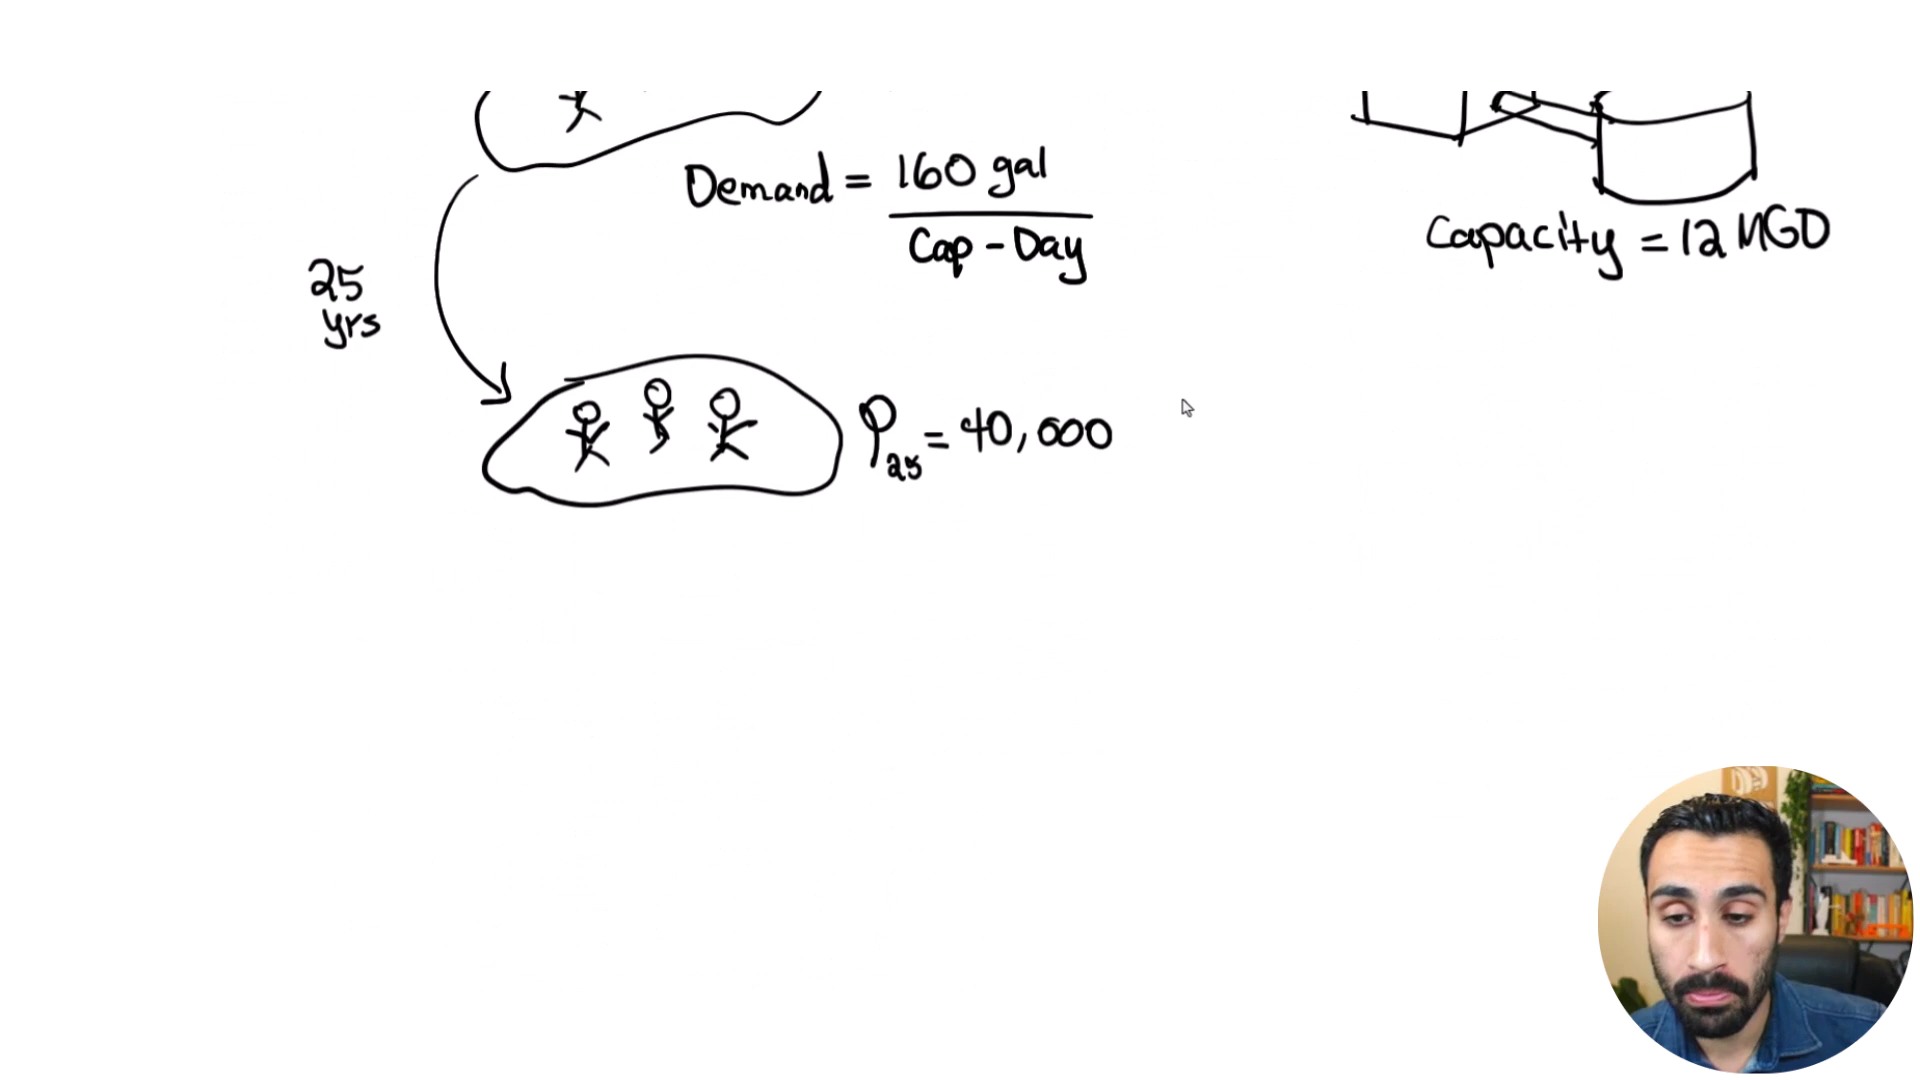 Demand = 160 gal
Cap - Day
Capacity = 12 MGD
25
yrs
P25 = 40,000